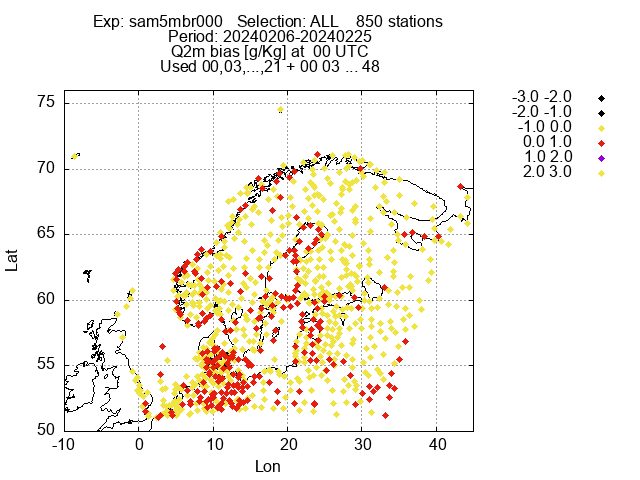 Exp: sam5mbr000 Selection: ALL 850 stations
Period: 20240206-20240225
Q2m bias [g/Kg] at 00 UTC
Used 00,03,...,21 + 00 03 ... 48
-3.0 -2.0
-2.0 -1.0
-1.0 0.0
0.0 1.0
1.0 2.0
2.0 3.0
75
70
65
60
55
50
Lat
-10 0 10 20 30 40
Lon